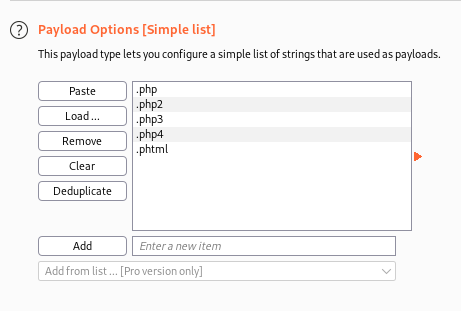 ? Payload Options [Simple list]
This payload type lets you configure a simple list of strings that are used as payloads.
Paste
Load ...
Remove
Clear
Deduplicate
.php
.php2
.php3
.php4
.phtml
Add
Enter a new item
Add from list ... [Pro version only]